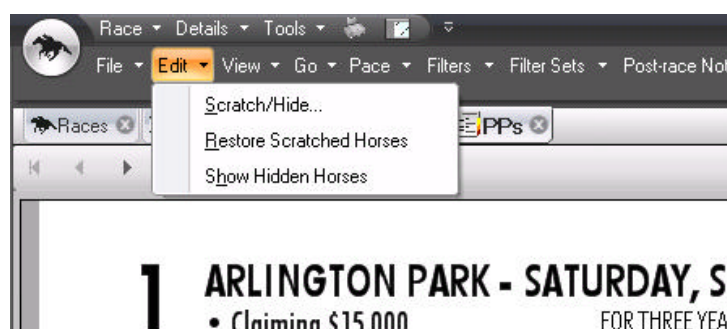 Race Details Tools
File Edit View Go Pace Filters Filter Sets Post-race
Scratch/Hide...
Races PPs
Restore Scratched Horses
Show Hidden Horses
1 ARLINGTON PARK - SATURDAY,
• Claiming $15,000 FOR THREE